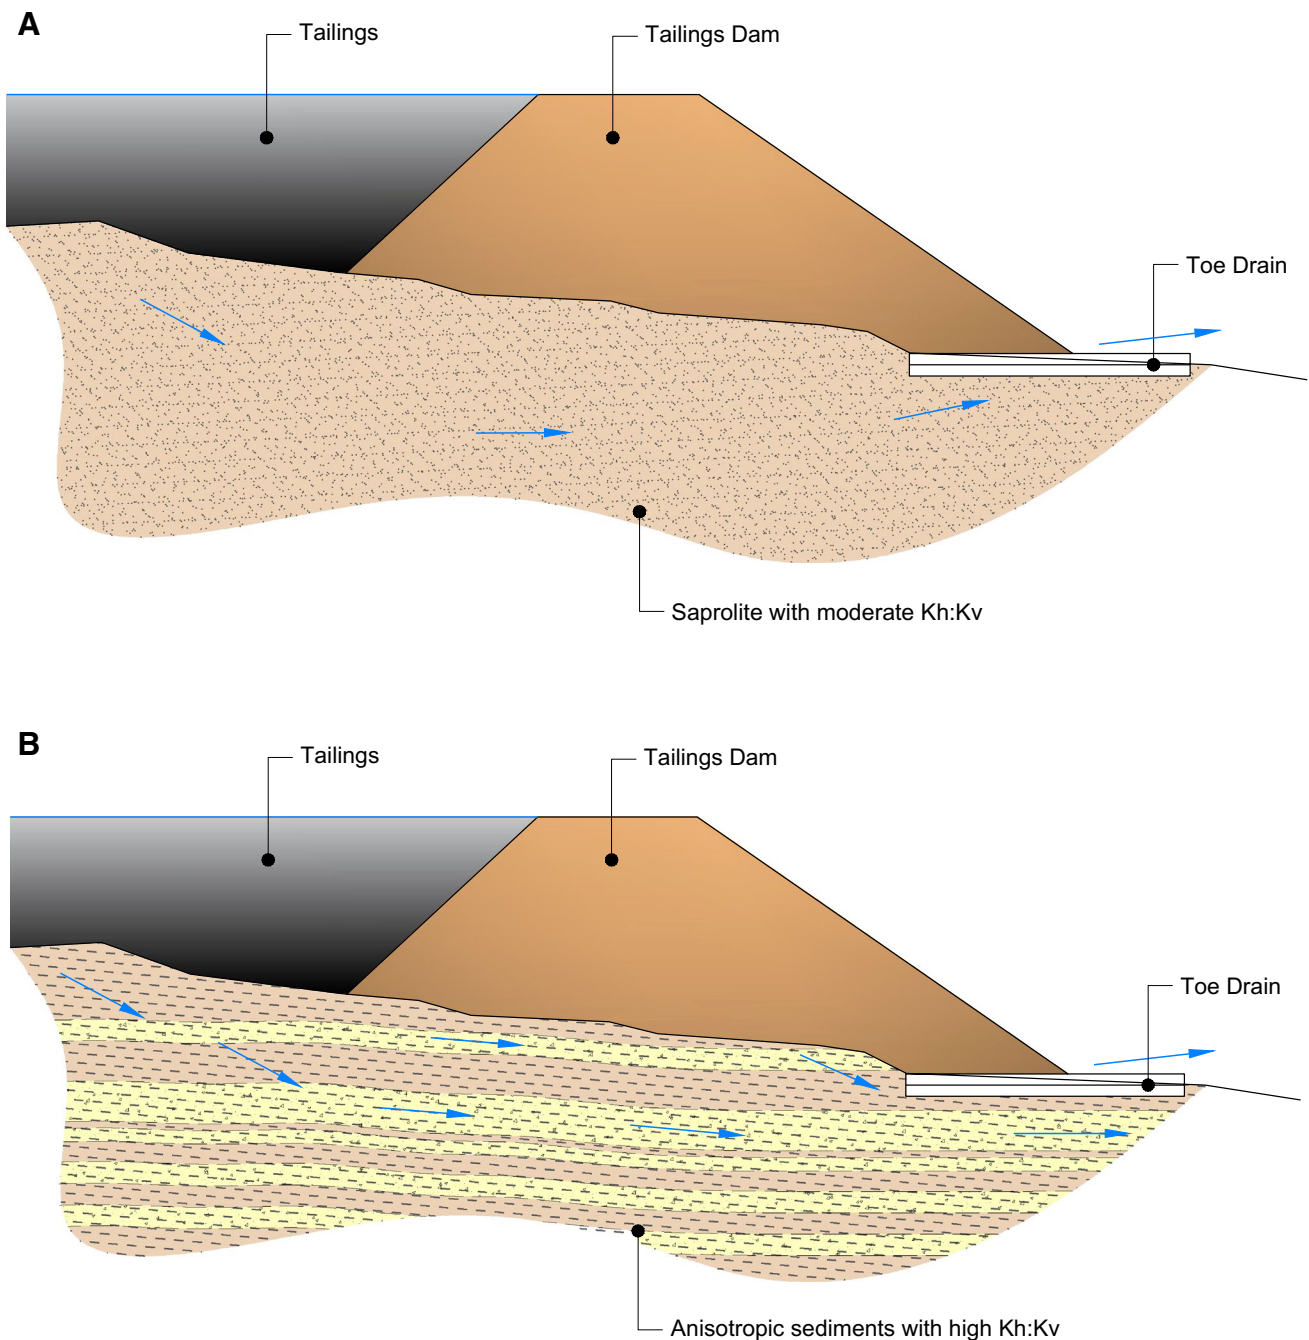 A
Tailings
Tailings Dam
Toe Drain
Saprolite with moderate Kh:Kv
B
Tailings
Tailings Dam
Toe Drain
Anisotropic sediments with high Kh:Kv